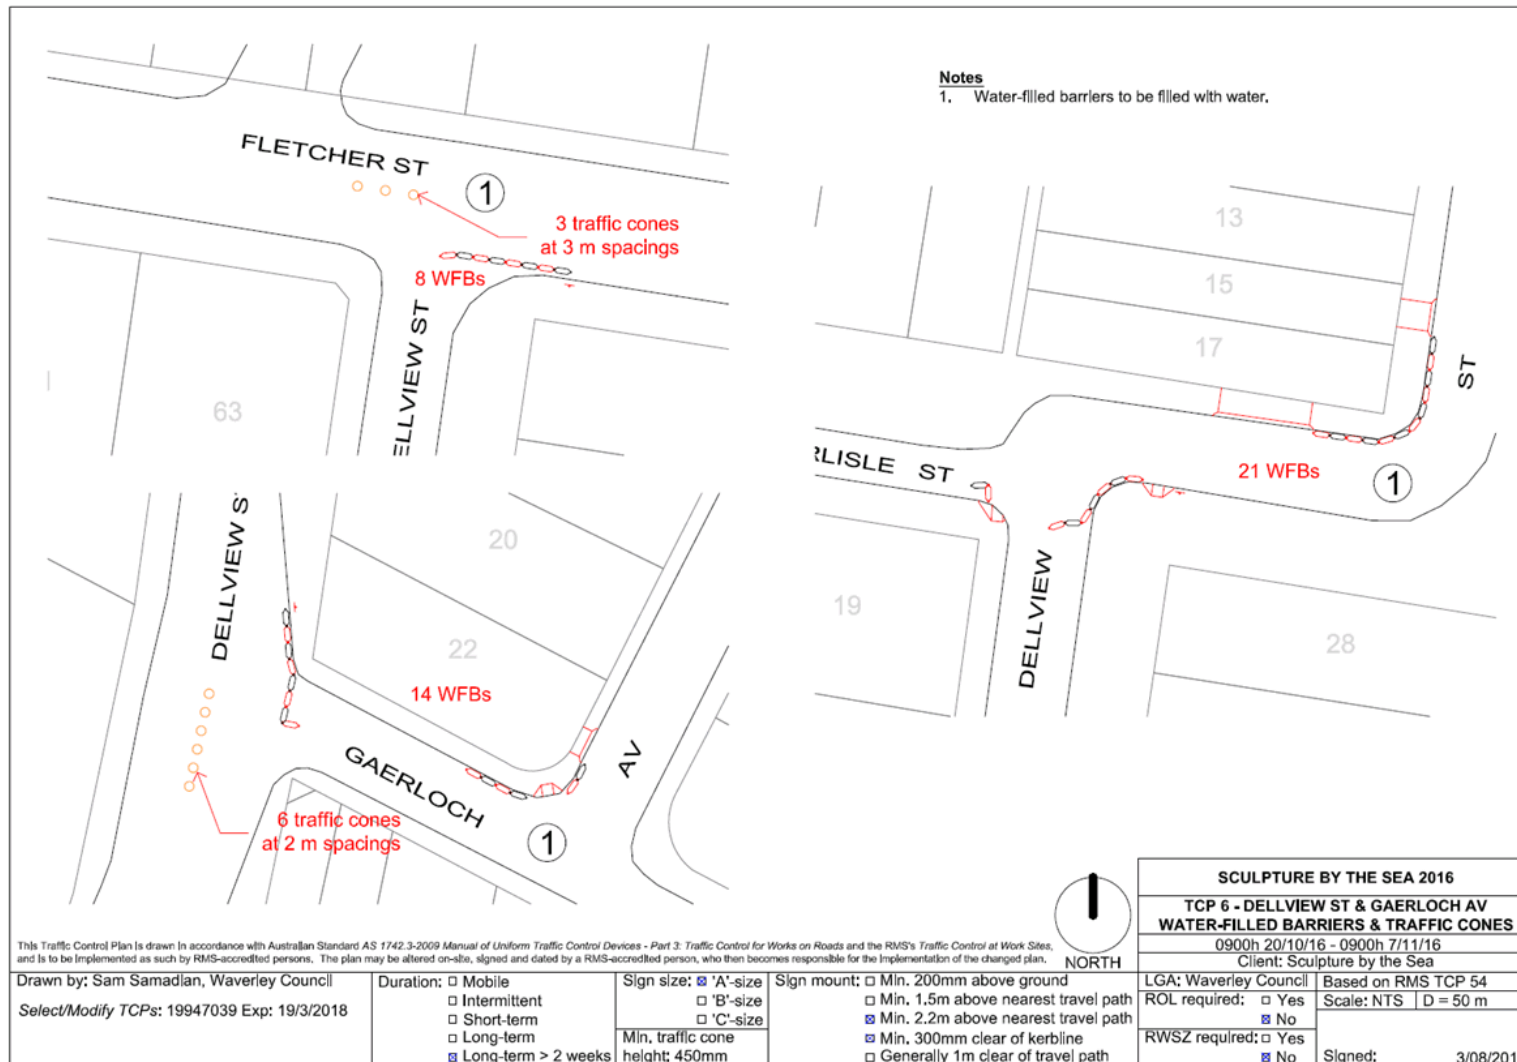 Notes
1. Water-filled barriers to be filled with water.
FLETCHER ST
1
3 traffic cones
at 3 m spacings
8 WFBs
ELLVIEW ST
63
13
15
17
ST
RLISLE ST
21 WFBs
1
19
DELLVIEW
28
DELLVIEW S
20
22
14 WFBs
GAERLOCH
AV
6 traffic cones
at 2 m spacings
1
NORTH
This Traffic Control Plan is drawn in accordance with Australian Standard AS 1742.3-2009 Manual of Uniform Traffic Control Devices - Part 3: Traffic Control for Works on Roads and the RMS's Traffic Control at Work Sites,
and is to be implemented as such by RMS-accredited persons. The plan may be altered on-site, signed and dated by a RMS-accredited person, who then becomes responsible for the implementation of the changed plan.
SCULPTURE BY THE SEA 2016
TCP 6 - DELLVIEW ST & GAERLOCH AV
WATER-FILLED BARRIERS & TRAFFIC CONES
0900h 20/10/16 - 0900h 7/11/16
Client: Sculpture by the Sea
Drawn by: Sam Samadian, Waverley Council
Select/Modify TCPs: 19947039 Exp: 19/3/2018
Duration: Mobile
Intermittent
Short-term
Long-term
Long-term > 2 weeks
Sign size: 'A'-size
'B'-size
'C'-size
Min. traffic cone
height: 450mm
Sign mount: Min. 200mm above ground
Min. 1.5m above nearest travel path
Min. 2.2m above nearest travel path
Min. 300mm clear of kerbline
Generally 1m clear of travel path
LGA: Waverley Council
ROL required: Yes
No
RWSZ required: Yes
No
Based on RMS TCP 54
Scale: NTS D = 50 m
Signed: 3/08/201